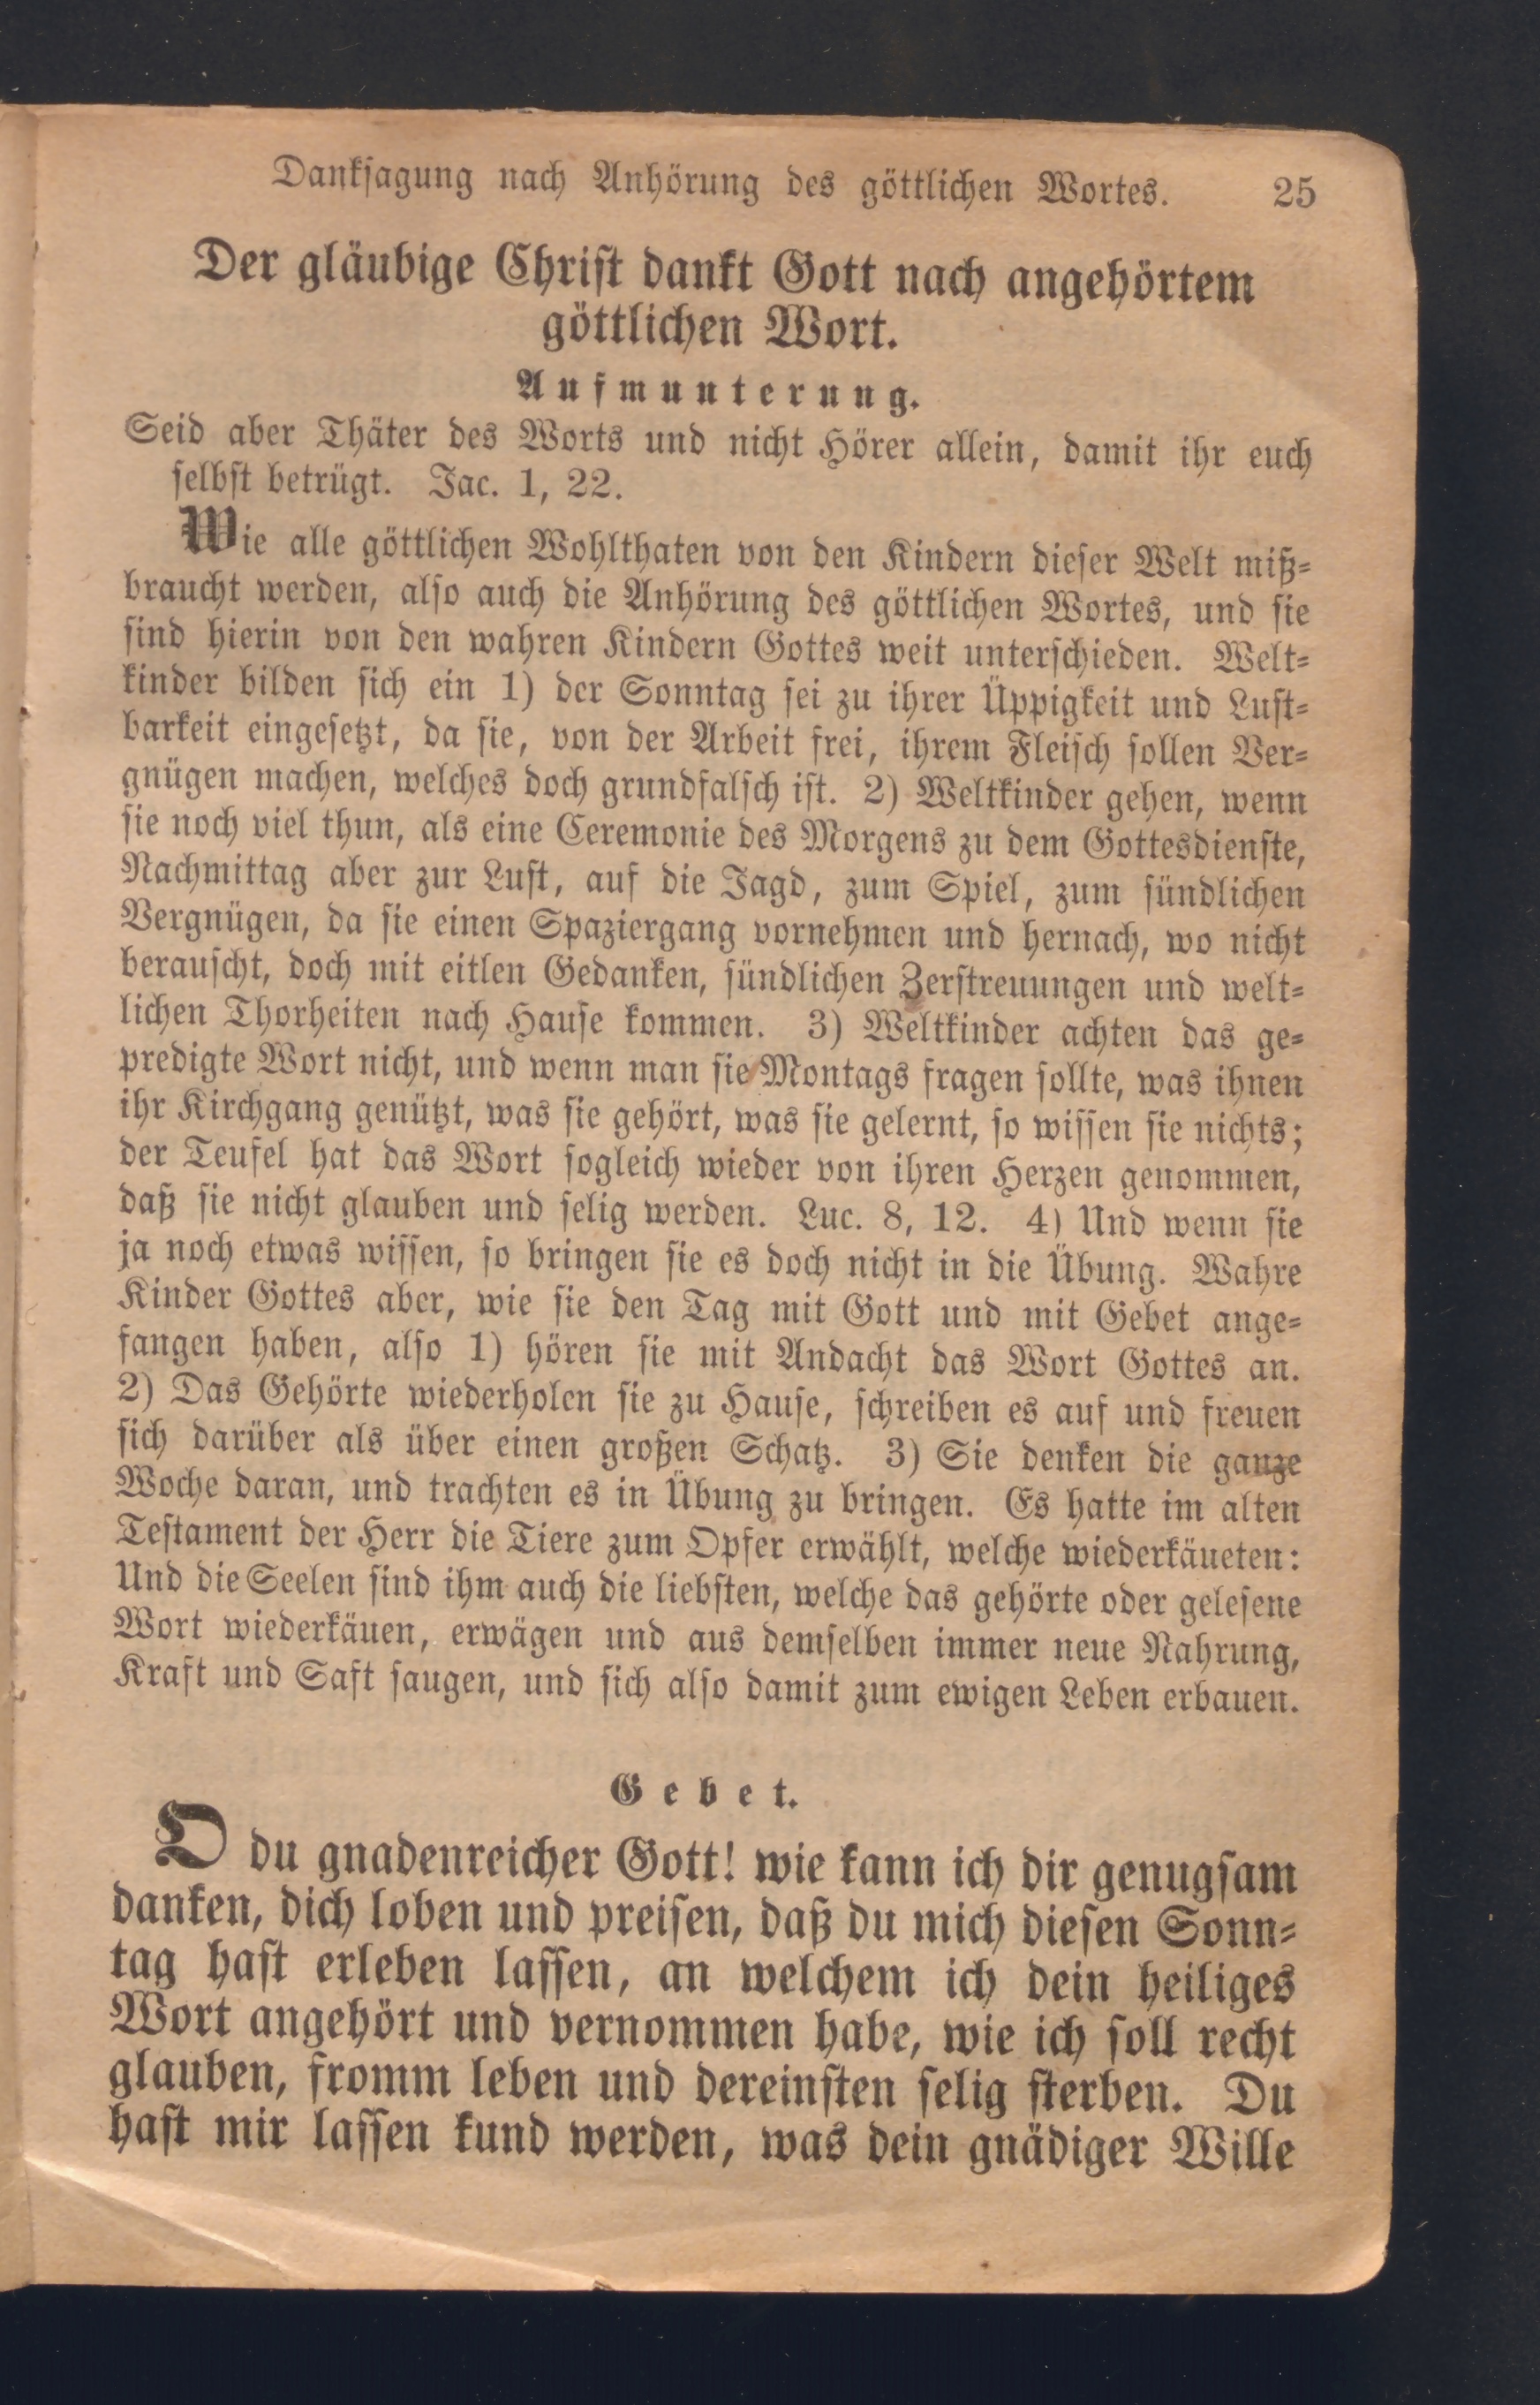 Danksagung nach Anhörung des göttlichen Wortes. 25
Der gläubige Christ dankt Gott nach angehörtem
göttlichen Wort.
Aufmunterung.
Seid aber Thäter des Worts und nicht Hörer allein, damit ihr euch
selbst betrügt. Jac. 1, 22.
Wie alle göttlichen Wohlthaten von den Kindern dieser Welt miß-
braucht werden, also auch die Anhörung des göttlichen Wortes, und sie
sind hierin von den wahren Kindern Gottes weit unterschieden. Welt-
kinder bilden sich ein 1) der Sonntag sei zu ihrer Üppigkeit und Lust-
barkeit eingesetzt, da sie, von der Arbeit frei, ihrem Fleisch sollen Ver-
gnügen machen, welches doch grundfalsch ist. 2) Weltkinder gehen, wenn
sie noch viel thun, als eine Ceremonie des Morgens zu dem Gottesdienste,
Nachmittag aber zur Lust, auf die Jagd, zum Spiel, zum sündlichen
Vergnügen, da sie einen Spaziergang vornehmen und hernach, wo nicht
berauscht, doch mit eitlen Gedanken, sündlichen Zerstreuungen und welt-
lichen Thorheiten nach Hause kommen. 3) Weltkinder achten das ge-
predigte Wort nicht, und wenn man sie Montags fragen sollte, was ihnen
ihr Kirchgang genützt, was sie gehört, was sie gelernt, so wissen sie nichts;
der Teufel hat das Wort sogleich wieder von ihren Herzen genommen,
daß sie nicht glauben und selig werden. Luc. 8, 12. 4) Und wenn sie
ja noch etwas wissen, so bringen sie es doch nicht in die Übung. Wahre
Kinder Gottes aber, wie sie den Tag mit Gott und mit Gebet ange-
fangen haben, also 1) hören sie mit Andacht das Wort Gottes an.
2) Das Gehörte wiederholen sie zu Hause, schreiben es auf und freuen
sich darüber als über einen großen Schatz. 3) Sie denken die ganze
Woche daran, und trachten es in Übung zu bringen. Es hatte im alten
Testament der Herr die Tiere zum Opfer erwählt, welche wiederkäueten:
Und die Seelen sind ihm auch die liebsten, welche das gehörte oder gelesene
Wort wiederkäuen, erwägen und aus demselben immer neue Nahrung,
Kraft und Saft saugen, und sich also damit zum ewigen Leben erbauen.
Gebet.
O du gnadenreicher Gott! wie kann ich dir genugsam
danken, dich loben und preisen, daß du mich diesen Sonn-
tag hast erleben lassen, an welchem ich dein heiliges
Wort angehört und vernommen habe, wie ich soll recht
glauben, fromm leben und dereinsten selig sterben. Du
hast mir lassen kund werden, was dein gnädiger Wille